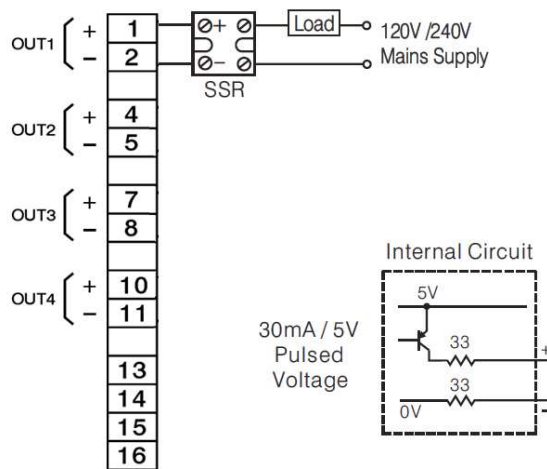 OUT1 + 1
− 2
+
−
SSR
Load
120V /240V
Mains Supply
OUT2 + 4
− 5
OUT3 + 7
− 8
OUT4 + 10
− 11
13
14
15
16
30mA / 5V
Pulsed
Voltage
Internal Circuit
5V
33
+
33
0V
−